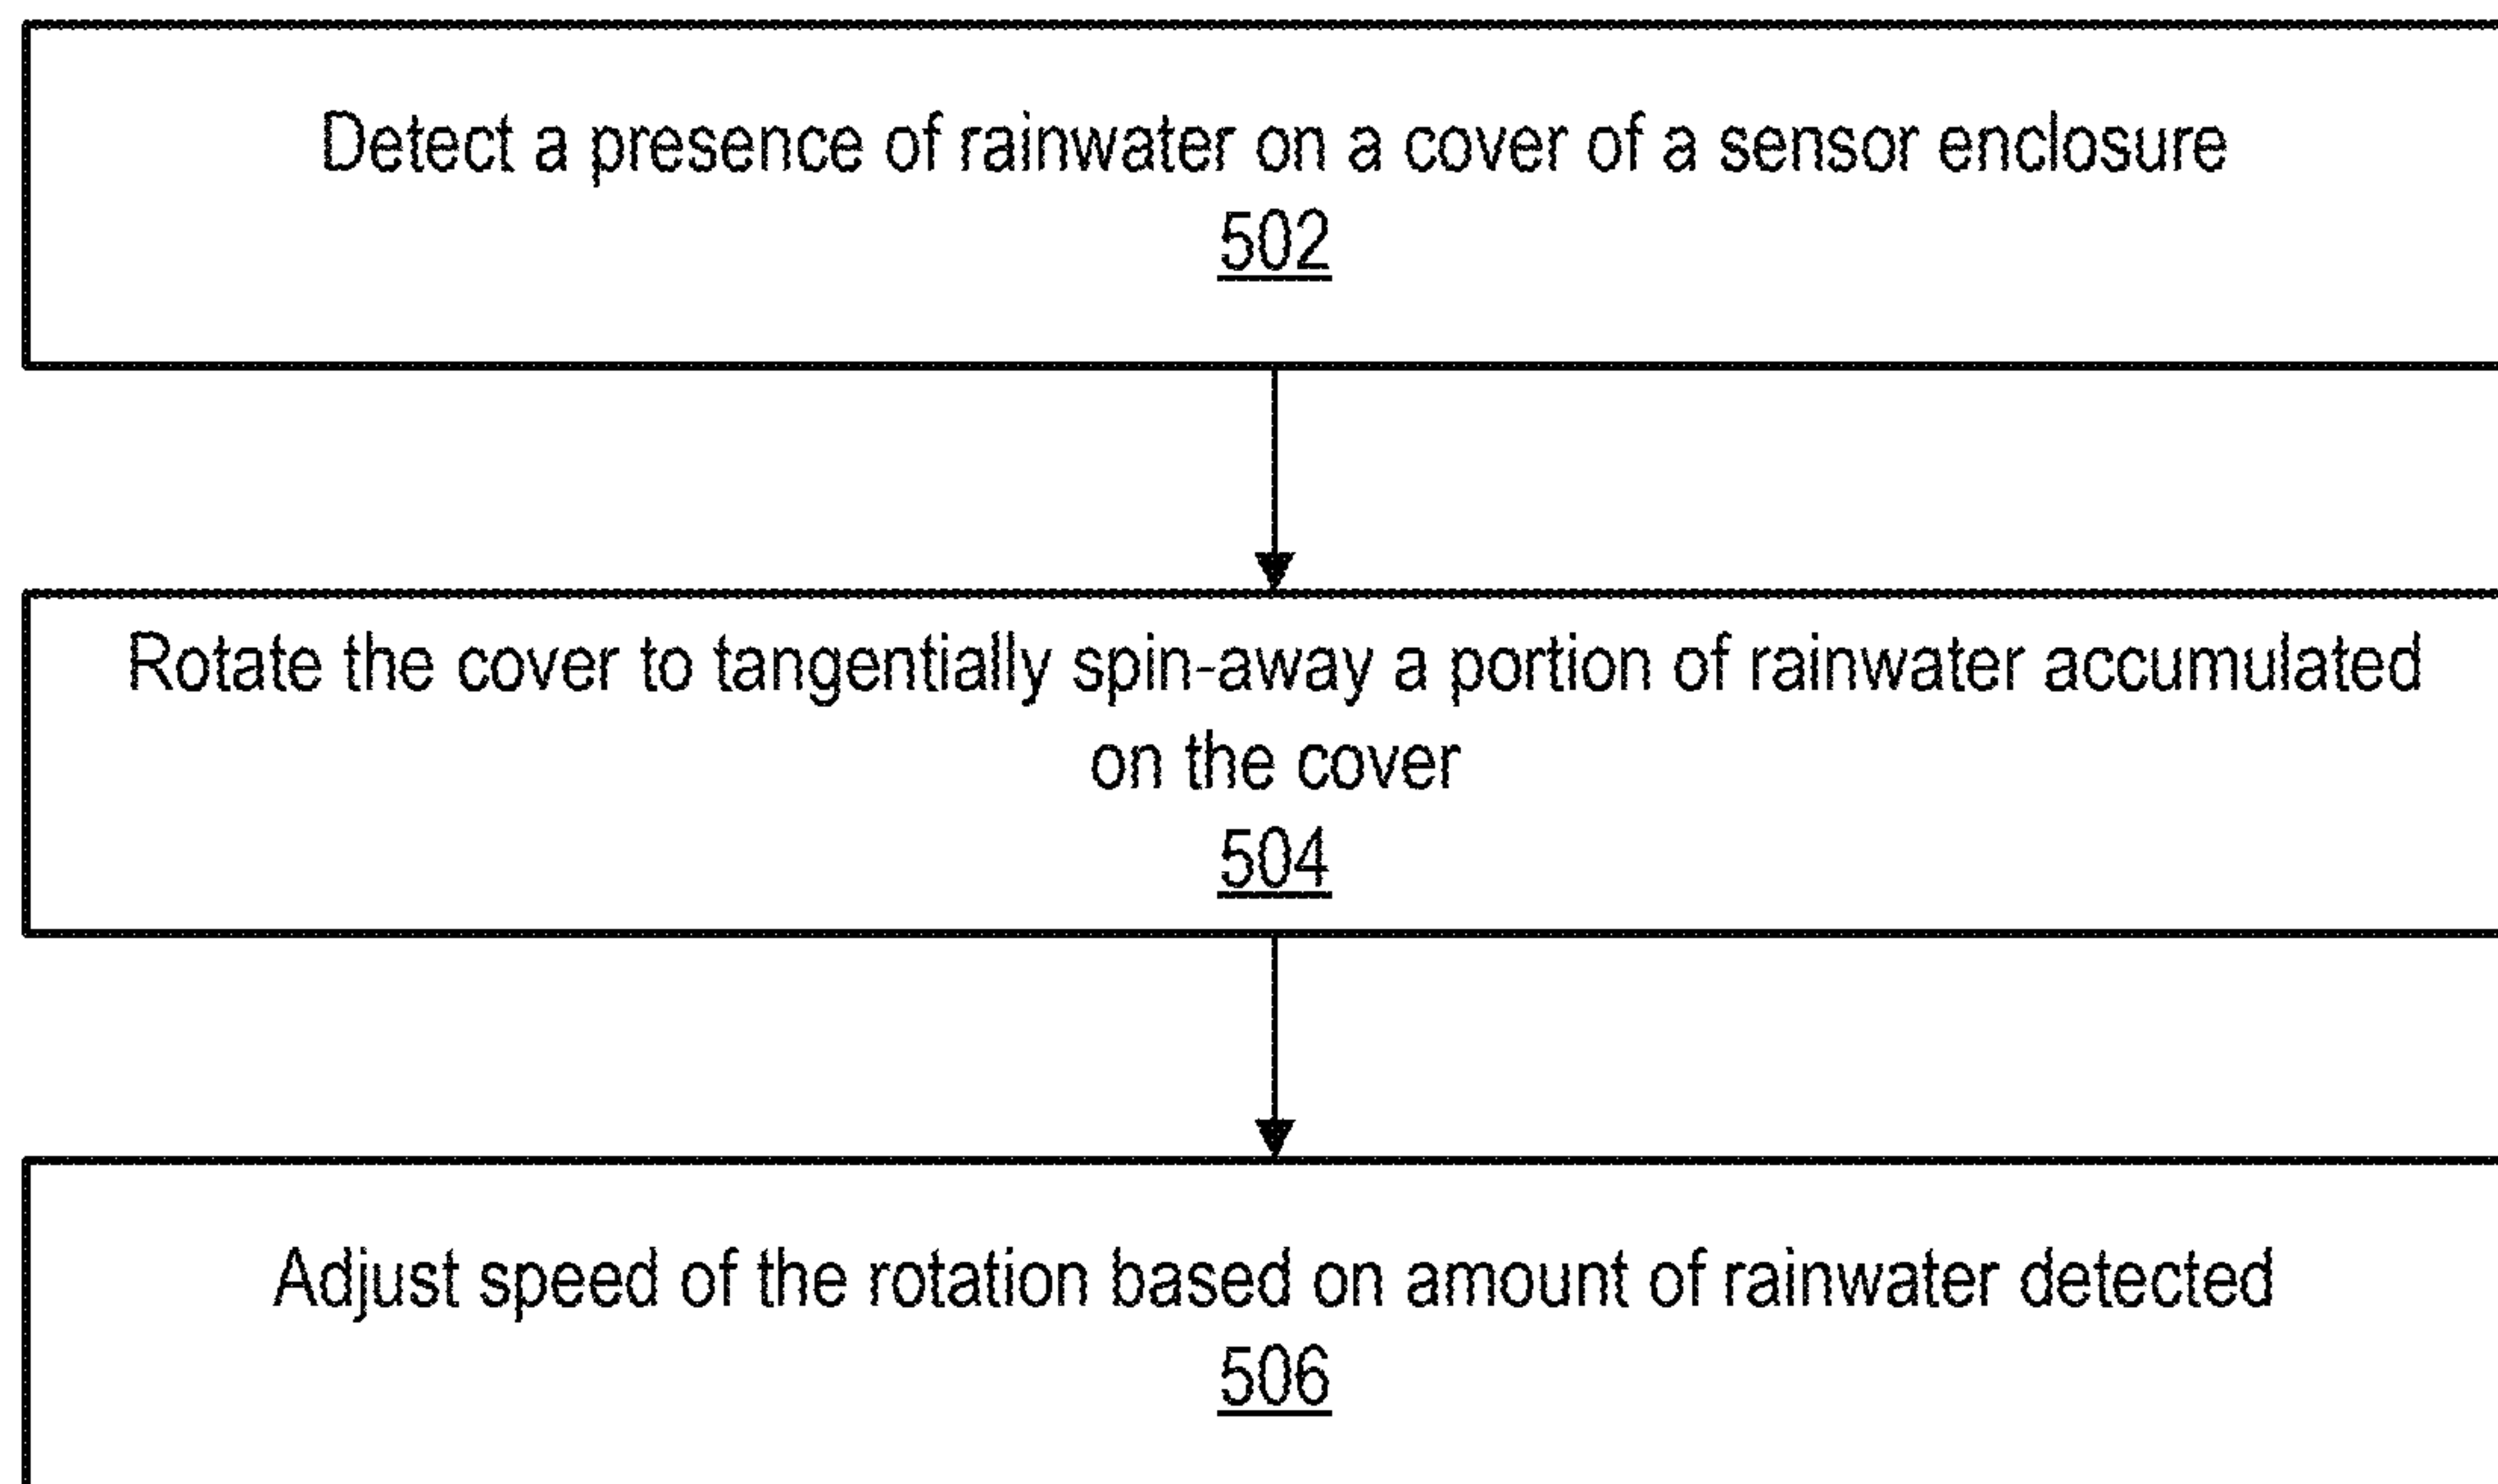 Detect a presence of rainwater on a cover of a sensor enclosure
502
Rotate the cover to tangentially spin-away a portion of rainwater accumulated
on the cover
504
Adjust speed of the rotation based on amount of rainwater detected
506